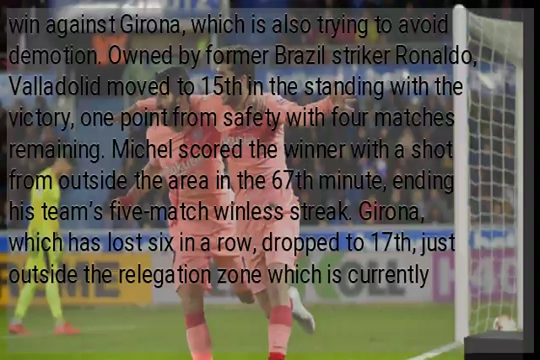 win against Girona, which is also trying to avoid
demotion. Owned by former Brazil striker Ronaldo,
Valladolid moved to 15th in the standing with the
victory, one point from safety with four matches
remaining. Michel scored the winner with a shot
from outside the area in the 67th minute, ending
his team's five-match winless streak. Girona,
which has lost six in a row, dropped to 17th, just
outside the relegation zone which is currently